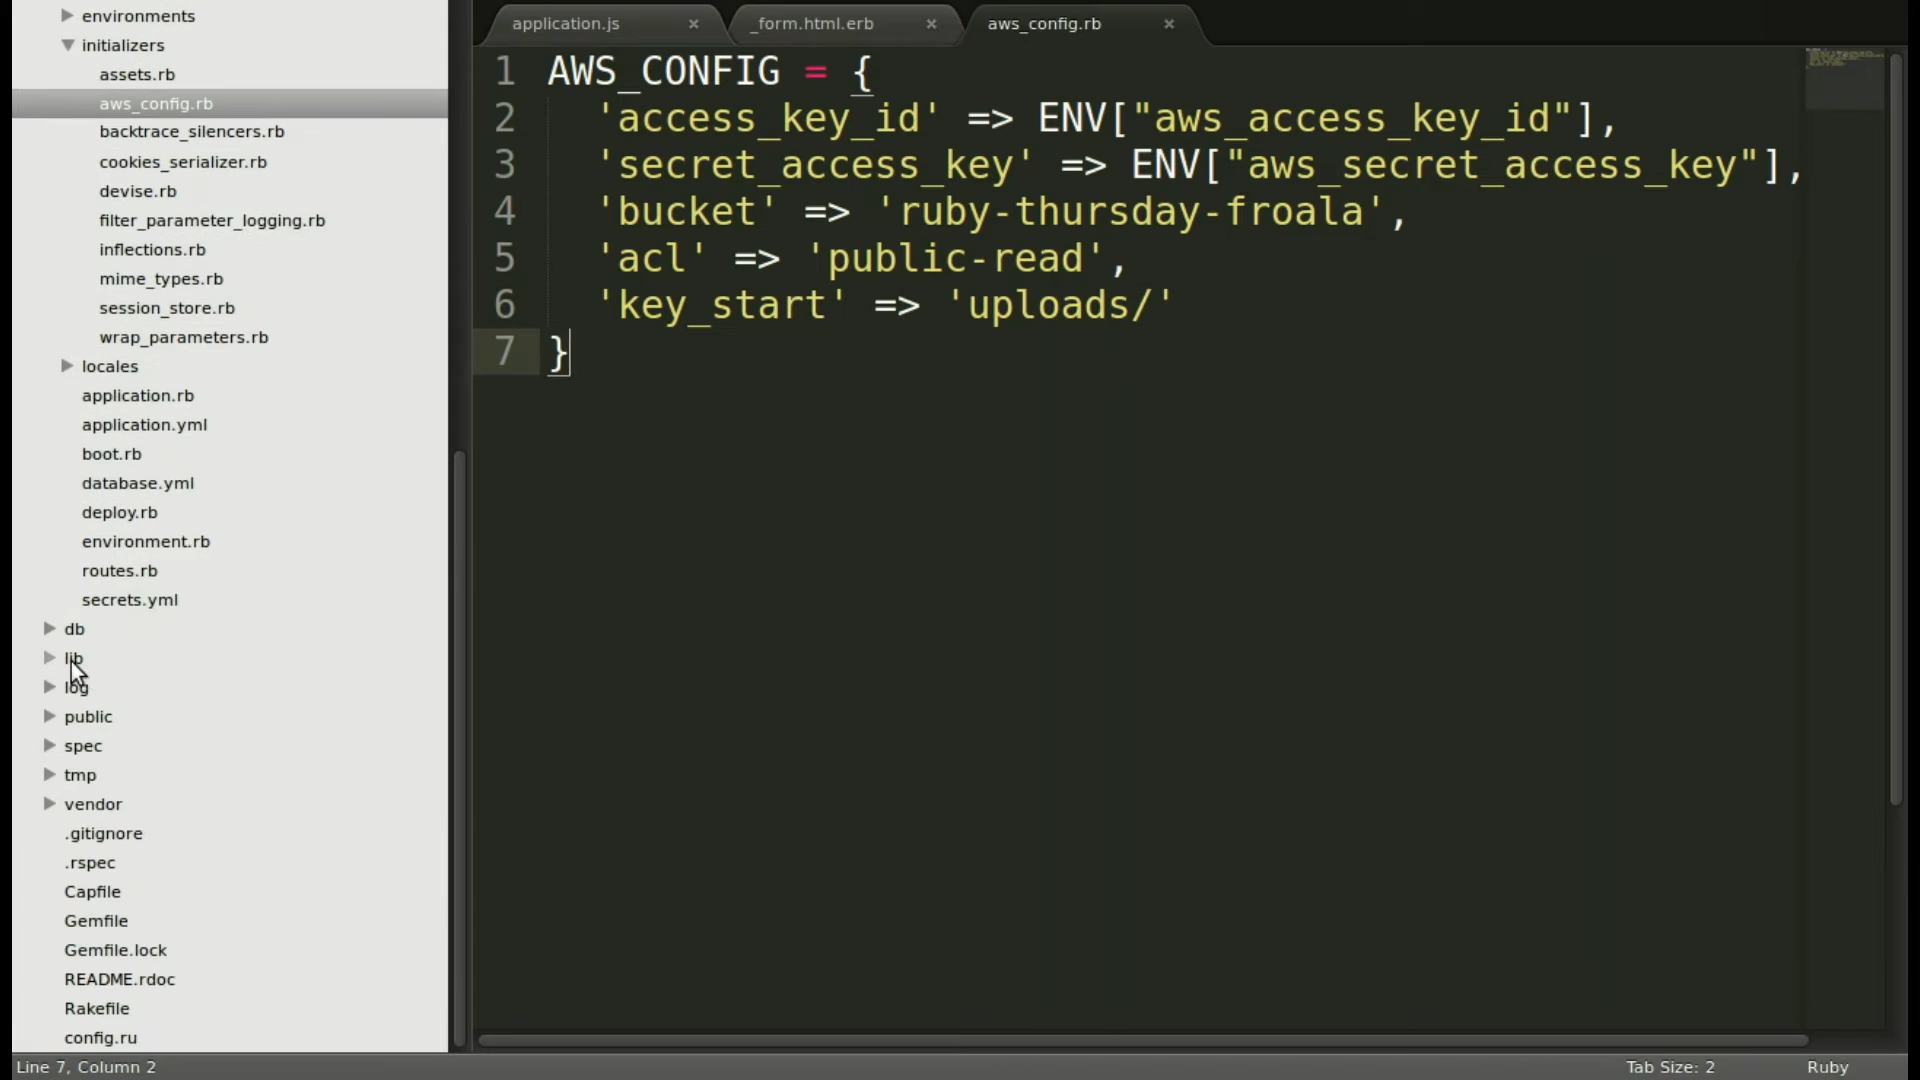 environments
initializers
assets.rb
aws_config.rb
backtrace_silencers.rb
cookies_serializer.rb
devise.rb
filter_parameter_logging.rb
inflections.rb
mime_types.rb
session_store.rb
wrap_parameters.rb
locales
application.rb
application.yml
boot.rb
database.yml
deploy.rb
environment.rb
routes.rb
secrets.yml
db
lib
log
public
spec
tmp
vendor
.gitignore
.rspec
Capfile
Gemfile
Gemfile.lock
README.rdoc
Rakefile
config.ru
application.js × _form.html.erb × aws_config.rb ×
1 AWS_CONFIG = {
2 'access_key_id' => ENV["aws_access_key_id"],
3 'secret_access_key' => ENV["aws_secret_access_key"],
4 'bucket' => 'ruby-thursday-froala',
5 'acl' => 'public-read',
6 'key_start' => 'uploads/'
7 }
Line 7, Column 2 Tab Size: 2 Ruby